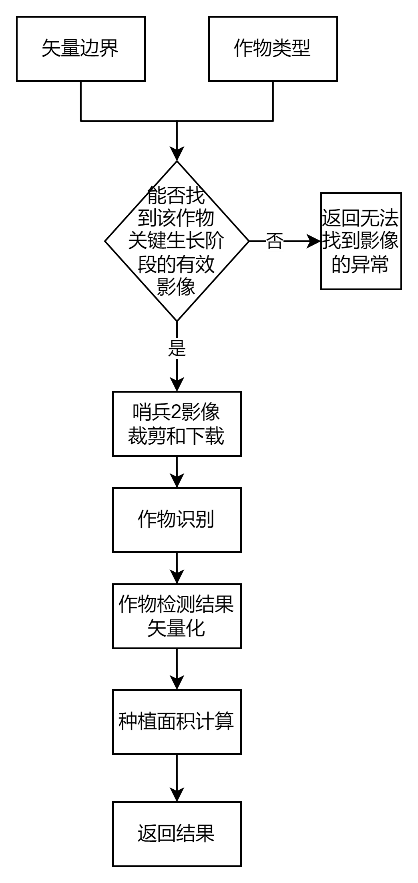 矢量边界
作物类型
能否找
到该作物
关键生长阶
段的有效
影像
否
返回无法
找到影像
的异常
是
哨兵2影像
裁剪和下载
作物识别
作物检测结果
矢量化
种植面积计算
返回结果